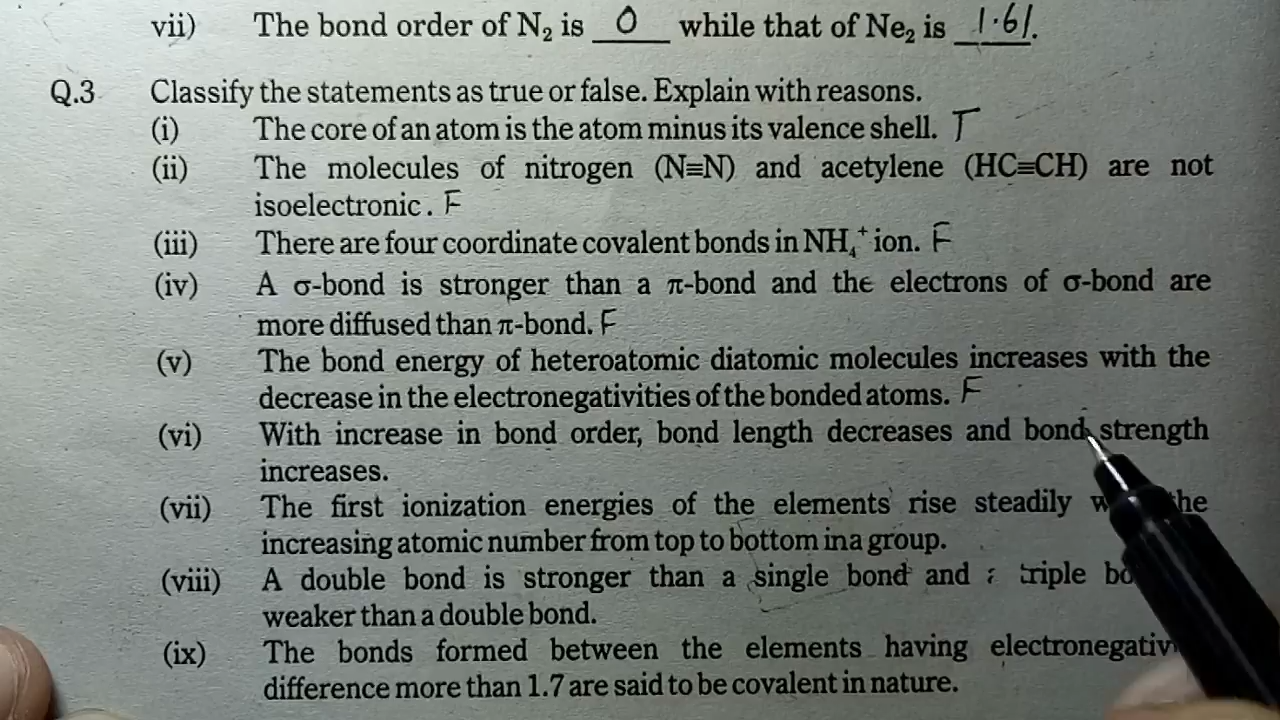 vii) The bond order of N₂ is 0 while that of Ne₂ is 1.61.
Q.3 Classify the statements as true or false. Explain with reasons.
(i) The core of an atom is the atom minus its valence shell. T
(ii) The molecules of nitrogen (N≡N) and acetylene (HC≡CH) are not
isoelectronic. F
(iii) There are four coordinate covalent bonds in NH₄⁺ ion. F
(iv) A σ-bond is stronger than a π-bond and the electrons of σ-bond are
more diffused than π-bond. F
(v) The bond energy of heteroatomic diatomic molecules increases with the
decrease in the electronegativities of the bonded atoms. F
(vi) With increase in bond order, bond length decreases and bond strength
increases.
(vii) The first ionization energies of the elements rise steadily the
increasing atomic number from top to bottom ina group.
(viii) A double bond is stronger than a single bond and triple
weaker than a double bond.
(ix) The bonds formed between the elements having
difference more than 1.7 are said to be covalent in nature.